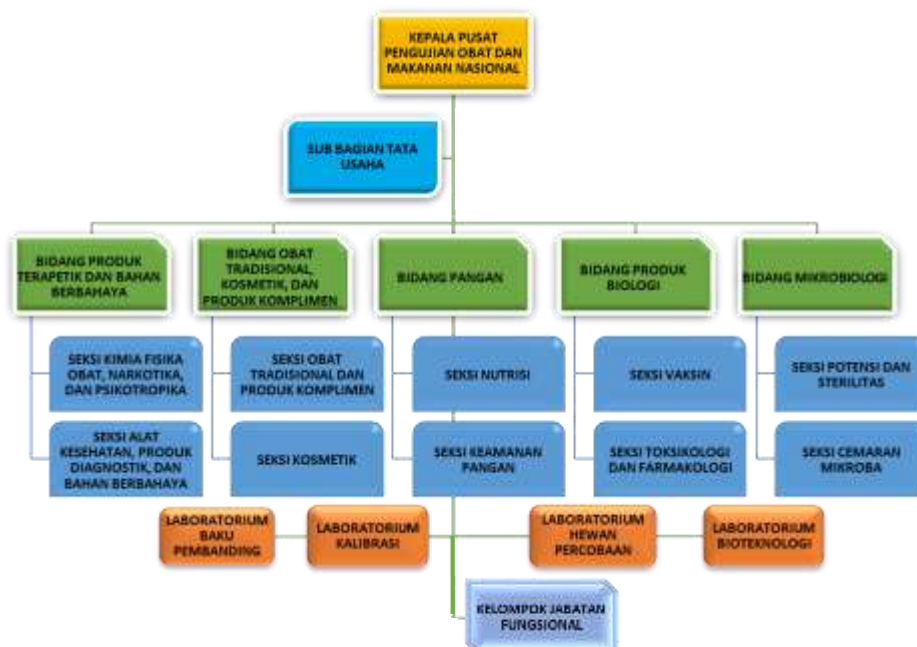 KEPALA PUSAT
PENGUJIAN OBAT DAN
MAKANAN NASIONAL
SUB BAGIAN TATA
USAHA
BIDANG PRODUK
TERAPETIK DAN BAHAN
BERBAHAYA
BIDANG OBAT
TRADISIONAL,
KOSMETIK, DAN
PRODUK KOMPLIMEN
BIDANG PANGAN
BIDANG PRODUK
BIOLOGI
BIDANG MIKROBIOLOGI
SEKSI KIMIA FISIKA
OBAT, NARKOTIKA,
DAN PSIKOTROPIKA
SEKSI OBAT
TRADISIONAL DAN
PRODUK KOMPLIMEN
SEKSI NUTRISI
SEKSI VAKSIN
SEKSI POTENSI DAN
STERILITAS
SEKSI ALAT
KESEHATAN, PRODUK
DIAGNOSTIK, DAN
BAHAN BERBAHAYA
SEKSI KOSMETIK
SEKSI KEAMANAN
PANGAN
SEKSI TOKSIKOLOGI
DAN FARMAKOLOGI
SEKSI CEMARAN
MIKROBA
LABORATORIUM
BAKU
PEMBANDING
LABORATORIUM
KALIBRASI
LABORATORIUM
HEWAN
PERCOBAAN
LABORATORIUM
BIOTEKNOLOGI
KELOMPOK JABATAN
FUNGSIONAL